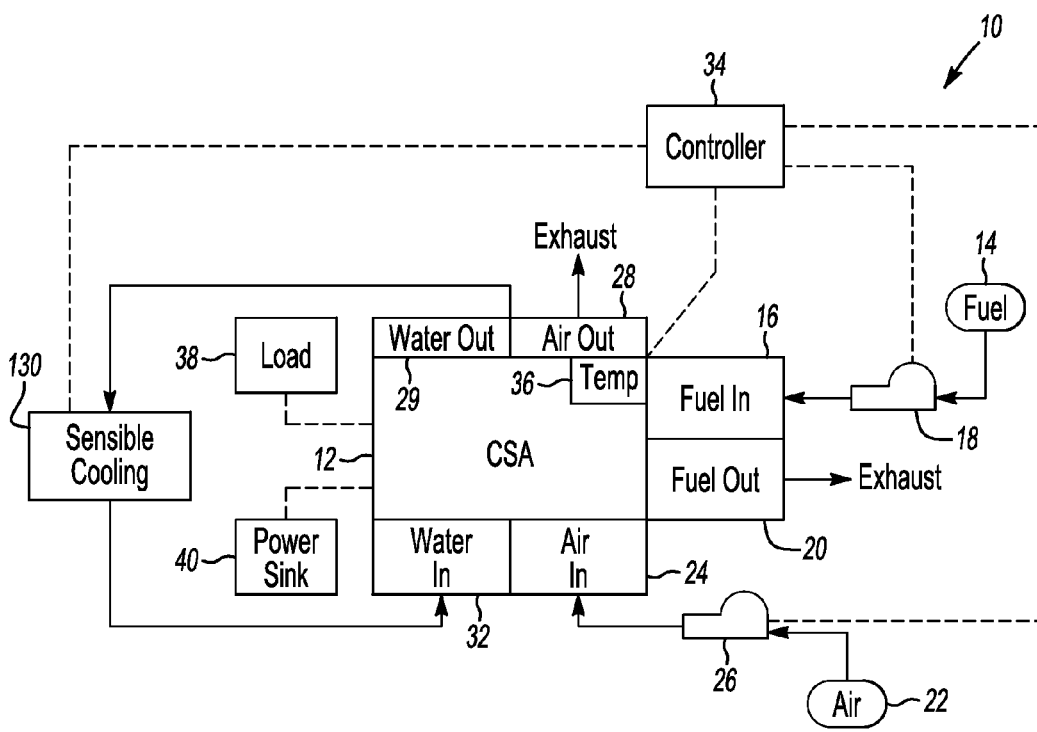 10
34
Controller
Exhaust
14
Fuel
28
16
Water Out
Air Out
38
Load
29
36
Temp
Fuel In
18
130
Sensible
Cooling
12
CSA
Fuel Out
Exhaust
20
40
Power
Sink
Water
In
Air
In
24
32
26
Air
22